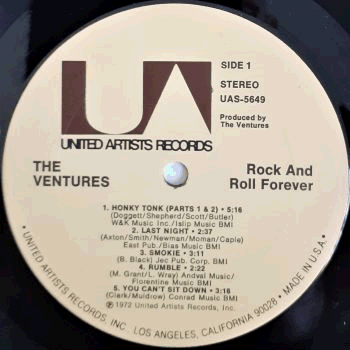 UA
SIDE 1
STEREO
UAS-5649
Produced by
The Ventures
UNITED ARTISTS RECORDS
THE
VENTURES
Rock And
Roll Forever
1. HONKY TONK (PARTS 1 & 2) • 5:16
(Doggett/Shepherd/Scott/Butler)
W&K Music Inc./Islip Music BMI
2. LAST NIGHT • 2:37
(Axton/Smith/Newman/Moman/Caple)
East Pub./Bias Music BMI
3. SMOKIE • 3:11
(B. Black) Jec Pub. Corp. BMI
4. RUMBLE • 2:22
(M. Grant/L. Wray) Andval Music/
Florentine Music BMI
5. YOU CAN'T SIT DOWN • 3:16
(Clark/Muldrow) Conrad Music BMI
℗ 1972 United Artists Records, Inc.
• UNITED ARTISTS RECORDS, INC. LOS ANGELES, CALIFORNIA 90028 • MADE IN U.S.A. •